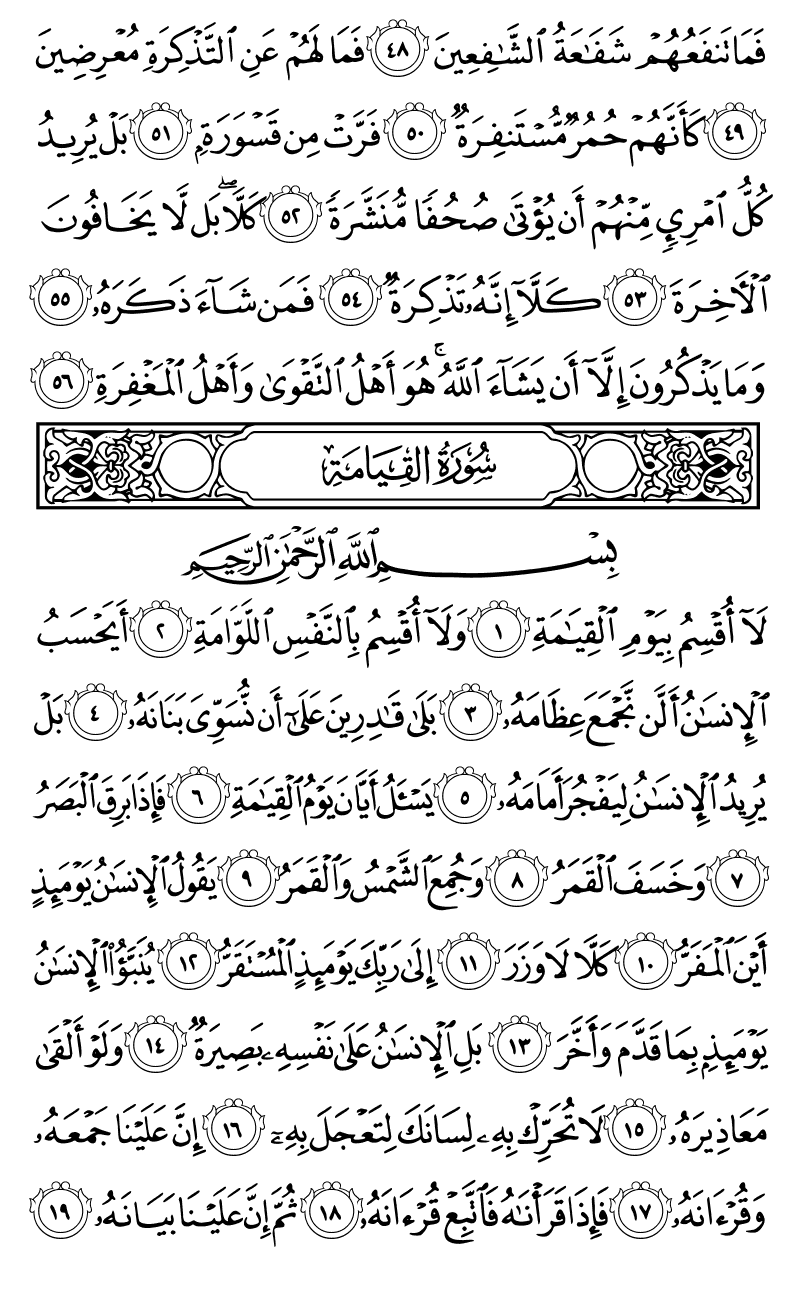 فَمَا تَنفَعُهُمْ شَفَـٰعَةُ ٱلشَّـٰفِعِينَ ٤٨ فَمَا لَهُمْ عَنِ ٱلتَّذْكِرَةِ مُعْرِضِينَ
٤٩ كَأَنَّهُمْ حُمُرٌ مُّسْتَنفِرَةٌ ٥٠ فَرَّتْ مِن قَسْوَرَةٍۭ ٥١ بَلْ يُرِيدُ
كُلُّ ٱمْرِئٍ مِّنْهُمْ أَن يُؤْتَىٰ صُحُفًا مُّنَشَّرَةً ٥٢ كَلَّا ۖ بَل لَّا يَخَافُونَ
ٱلْـَٔاخِرَةَ ٥٣ كَلَّآ إِنَّهُۥ تَذْكِرَةٌ ٥٤ فَمَن شَآءَ ذَكَرَهُۥ ٥٥
وَمَا يَذْكُرُونَ إِلَّآ أَن يَشَآءَ ٱللَّهُ ۚ هُوَ أَهْلُ ٱلتَّقْوَىٰ وَأَهْلُ ٱلْمَغْفِرَةِ ٥٦
سُورَةُ القِيَامَةِ
بِسْمِ ٱللَّهِ ٱلرَّحْمَـٰنِ ٱلرَّحِيمِ
لَآ أُقْسِمُ بِيَوْمِ ٱلْقِيَـٰمَةِ ١ وَلَآ أُقْسِمُ بِٱلنَّفْسِ ٱللَّوَّامَةِ ٢ أَيَحْسَبُ
ٱلْإِنسَـٰنُ أَلَّن نَّجْمَعَ عِظَامَهُۥ ٣ بَلَىٰ قَـٰدِرِينَ عَلَىٰٓ أَن نُّسَوِّىَ بَنَانَهُۥ ٤ بَلْ
يُرِيدُ ٱلْإِنسَـٰنُ لِيَفْجُرَ أَمَامَهُۥ ٥ يَسْـَٔلُ أَيَّانَ يَوْمُ ٱلْقِيَـٰمَةِ ٦ فَإِذَا بَرِقَ ٱلْبَصَرُ
٧ وَخَسَفَ ٱلْقَمَرُ ٨ وَجُمِعَ ٱلشَّمْسُ وَٱلْقَمَرُ ٩ يَقُولُ ٱلْإِنسَـٰنُ يَوْمَئِذٍ
أَيْنَ ٱلْمَفَرُّ ١٠ كَلَّا لَا وَزَرَ ١١ إِلَىٰ رَبِّكَ يَوْمَئِذٍ ٱلْمُسْتَقَرُّ ١٢ يُنَبَّؤُا۟ ٱلْإِنسَـٰنُ
يَوْمَئِذٍۭ بِمَا قَدَّمَ وَأَخَّرَ ١٣ بَلِ ٱلْإِنسَـٰنُ عَلَىٰ نَفْسِهِۦ بَصِيرَةٌ ١٤ وَلَوْ أَلْقَىٰ
مَعَاذِيرَهُۥ ١٥ لَا تُحَرِّكْ بِهِۦ لِسَانَكَ لِتَعْجَلَ بِهِۦٓ ١٦ إِنَّ عَلَيْنَا جَمْعَهُۥ
وَقُرْءَانَهُۥ ١٧ فَإِذَا قَرَأْنَـٰهُ فَٱتَّبِعْ قُرْءَانَهُۥ ١٨ ثُمَّ إِنَّ عَلَيْنَا بَيَانَهُۥ ١٩